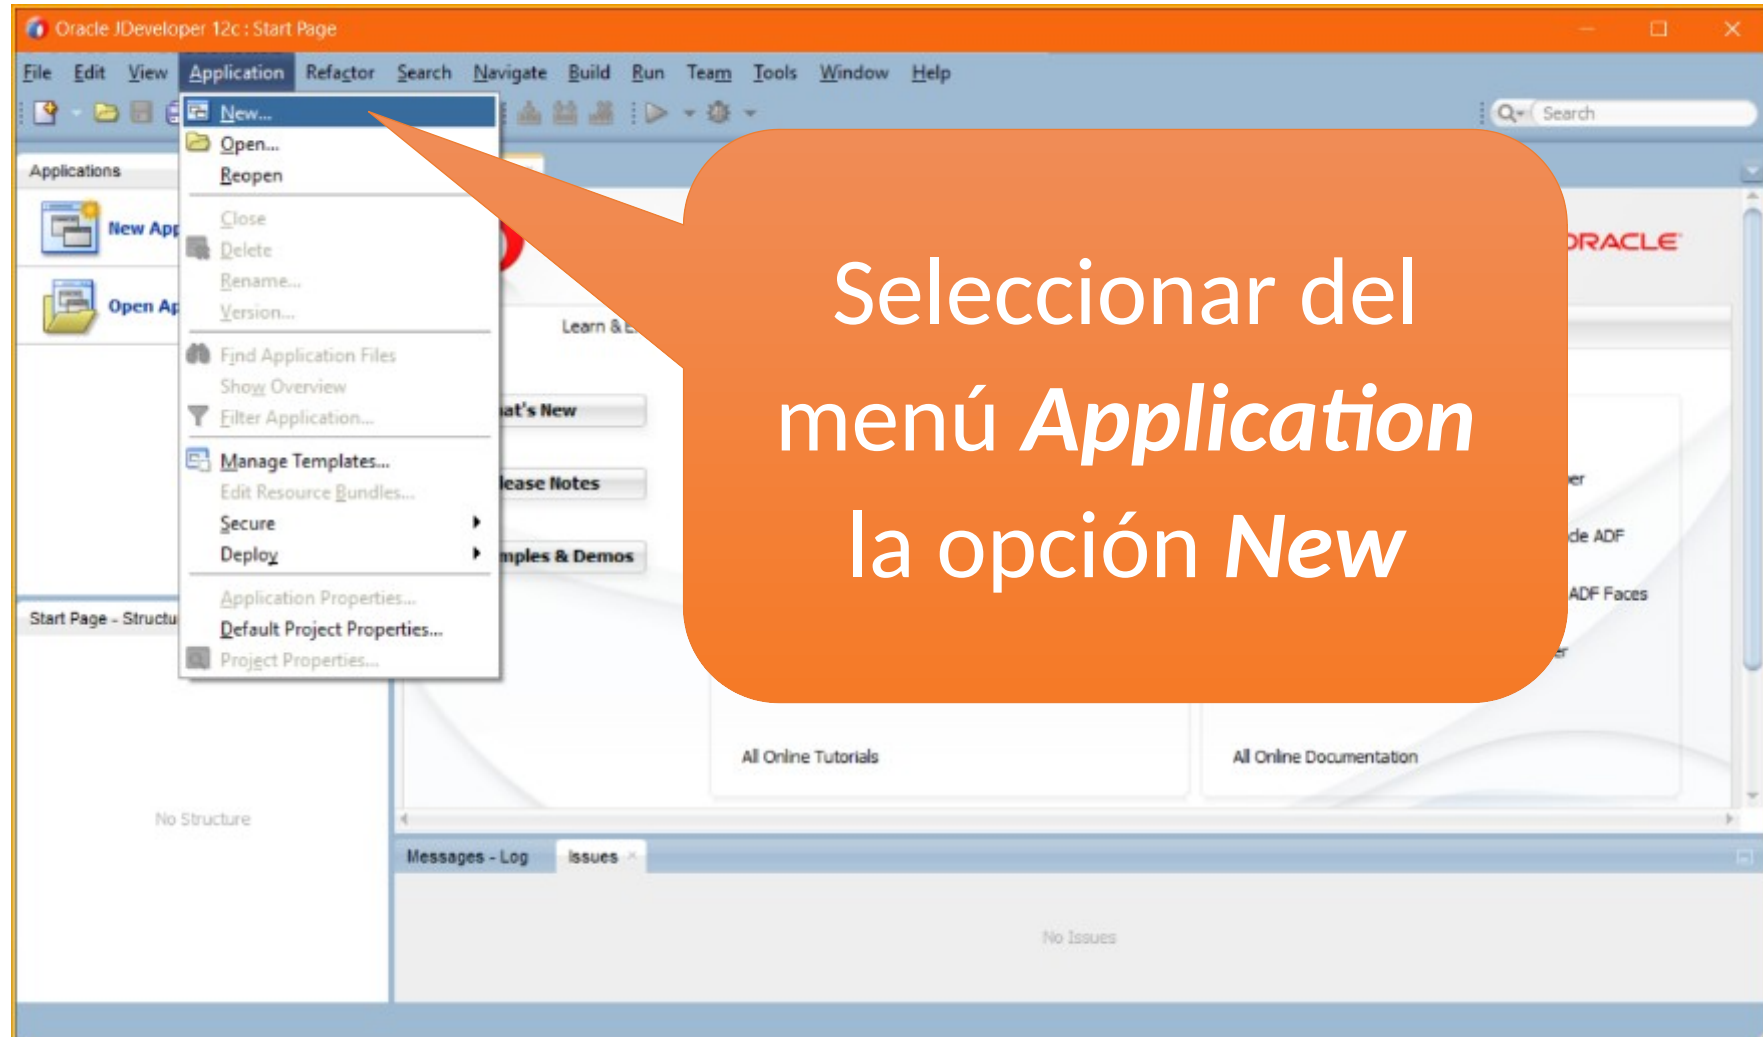 Oracle JDeveloper 12c : Start Page
File Edit View Application Refactor Search Navigate Build Run Team Tools Window Help
New...
Search
Open...
Applications
Reopen
Close
New App
Delete
ORACLE
Rename...
Open Ap
Version...
Learn & E
Find Application Files
Show Overview
at's New
Filter Application...
Manage Templates...
lease Notes
Edit Resource Bundles...
Secure
Deploy
mples & Demos
de ADF
Application Properties...
ADF Faces
Start Page - Structu
Default Project Properties...
Project Properties...
Seleccionar del
menú Application
la opción New
All Online Tutorials
All Online Documentation
No Structure
Messages - Log
Issues
No Issues